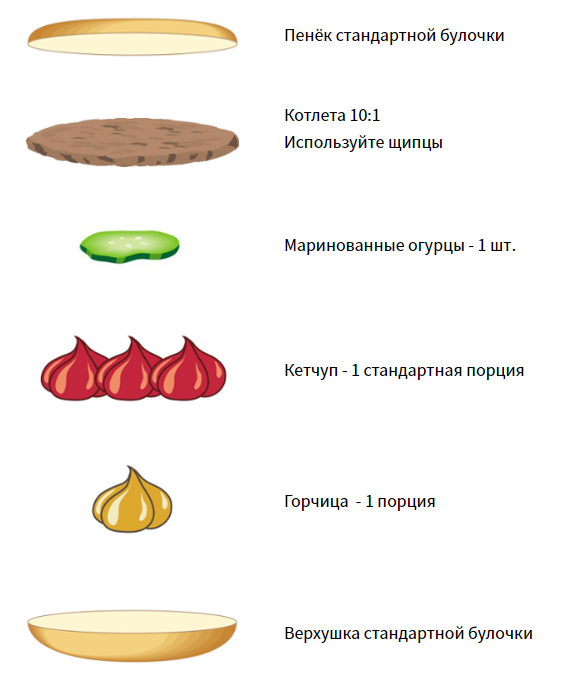 Пенёк стандартной булочки
Котлета 10:1
Используйте щипцы
Маринованные огурцы - 1 шт.
Кетчуп - 1 стандартная порция
Горчица  - 1 порция
Верхушка стандартной булочки